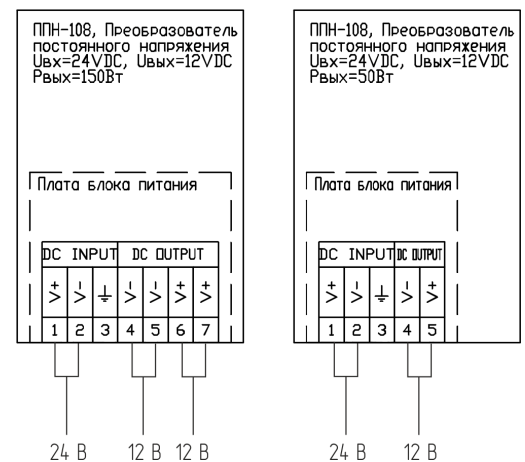 ППН-108, Преобразователь
постоянного напряжения
Uвх=24VDC, Uвых=12VDC
Pвых=150Вт
Плата блока питания
DC INPUT DC OUTPUT
V+ V- V- V- V+ V+
1 2 3 4 5 6 7
24 В 12 В 12 В
ППН-108, Преобразователь
постоянного напряжения
Uвх=24VDC, Uвых=12VDC
Pвых=50Вт
Плата блока питания
DC INPUT DC OUTPUT
V+ V- V- V+
1 2 3 4 5
24 В 12 В